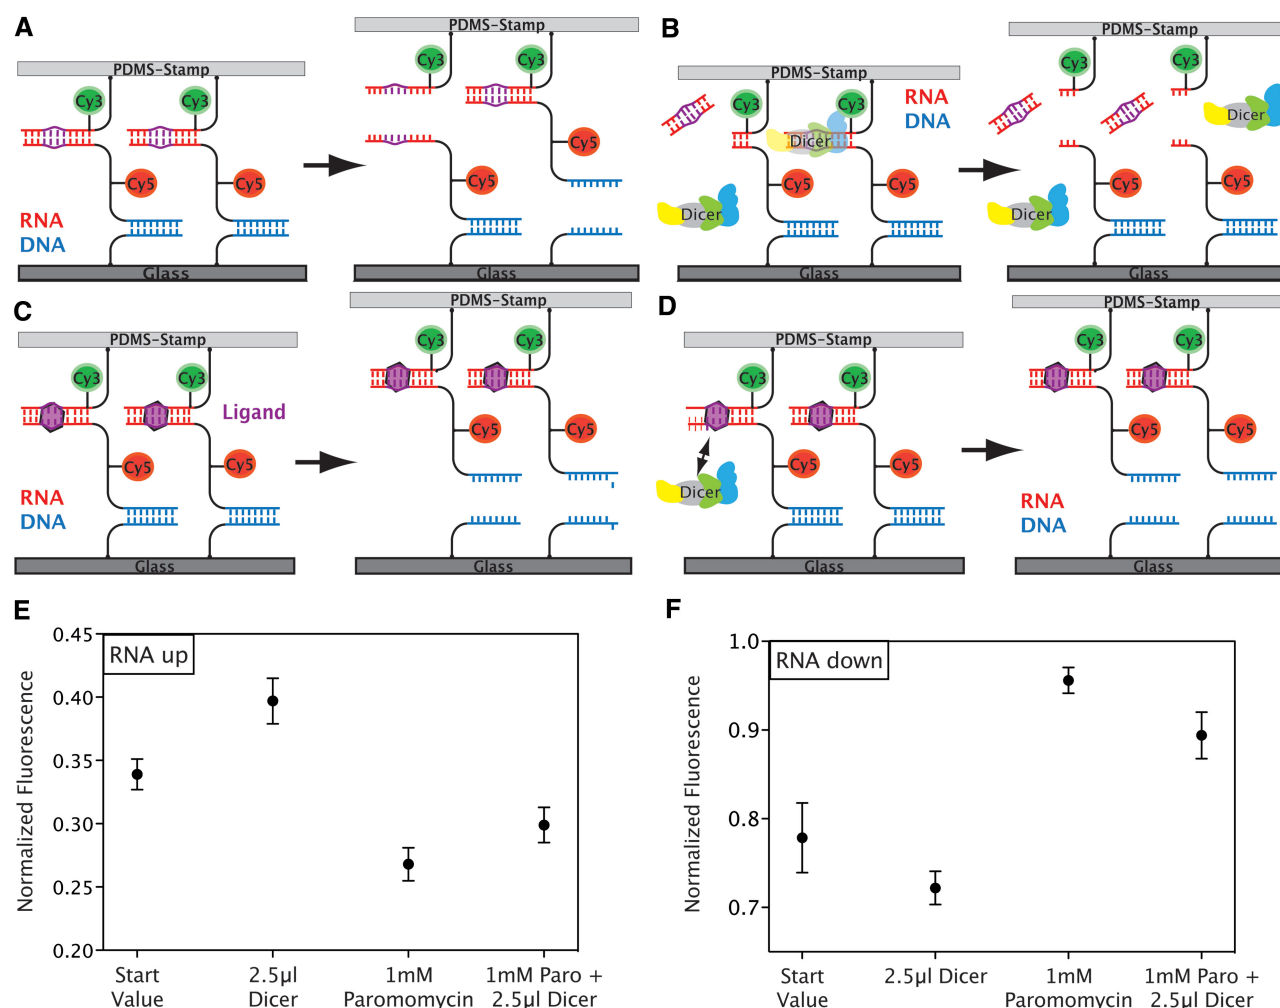 A
PDMS-Stamp
Cy3
Cy3
Cy5
Cy5
RNA
DNA
Glass
PDMS-Stamp
Cy3
Cy3
Cy5
Cy5
Glass
B
PDMS-Stamp
Cy3
Cy3
RNA
DNA
Dicer
Cy5
Cy5
Dicer
Glass
PDMS-Stamp
Cy3
Cy3
Dicer
Cy5
Cy5
Dicer
Glass
C
PDMS-Stamp
Cy3
Cy3
Ligand
Cy5
Cy5
RNA
DNA
Glass
PDMS-Stamp
Cy3
Cy3
Cy5
Cy5
Glass
D
PDMS-Stamp
Cy3
Cy3
Cy5
Cy5
Dicer
Glass
PDMS-Stamp
Cy3
Cy3
Cy5
Cy5
RNA
DNA
Glass
E
RNA up
Normalized Fluorescence
0.45
0.40
0.35
0.30
0.25
0.20
Start
Value
2.5µl
Dicer
1mM
Paromomycin
1mM Paro +
2.5µl Dicer
F
RNA down
Normalized Fluorescence
1.0
0.9
0.8
0.7
Start
Value
2.5µl Dicer
1mM
Paromomycin
1mM Paro +
2.5µl Dicer